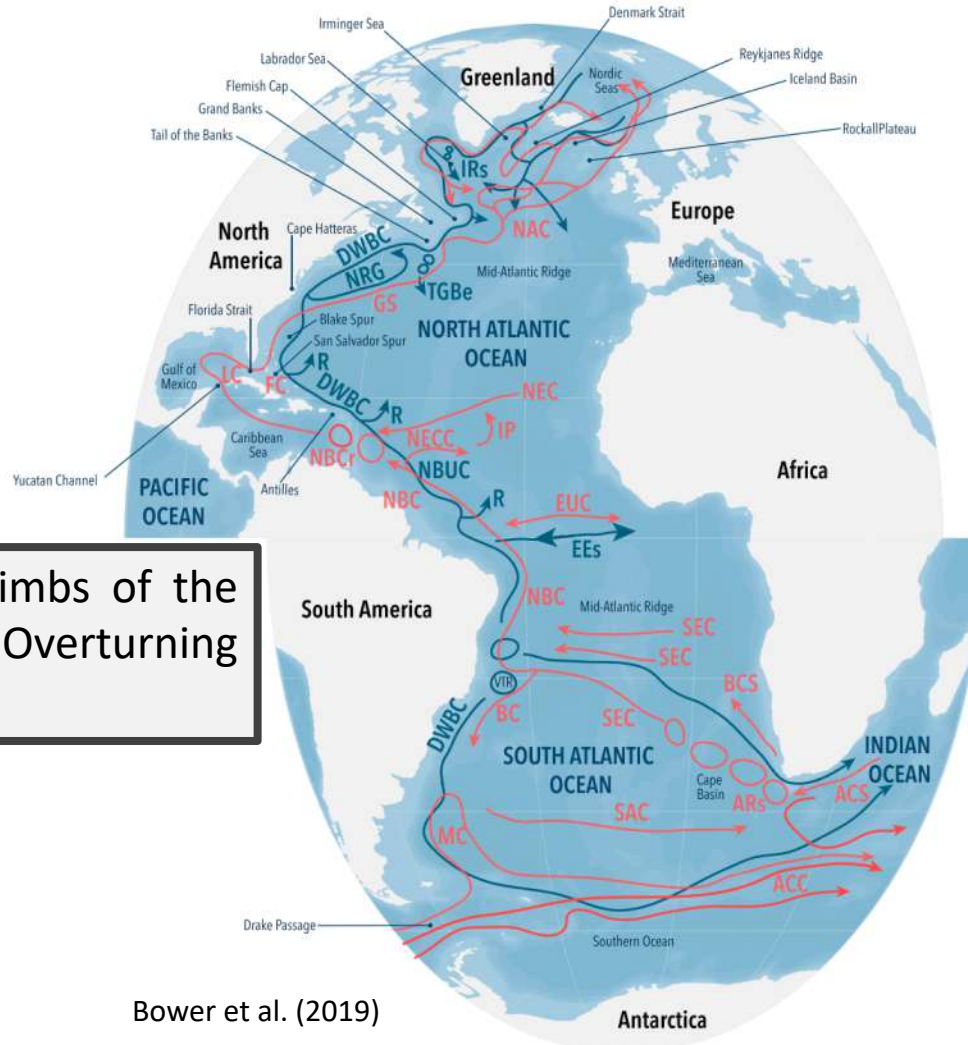 Irminger Sea
Denmark Strait
Labrador Sea
Greenland
Nordic
Seas
Reykjanes Ridge
Flemish Cap
Iceland Basin
Grand Banks
Tail of the Banks
RockallPlateau
IRs
North
America
Cape Hatteras
DWBC
NAC
Europe
NRG
Mid-Atlantic Ridge
Mediterranean
Sea
GS
TGBe
Florida Strait
Blake Spur
NORTH ATLANTIC
OCEAN
San Salvador Spur
Gulf of
Mexico
LC
FC
R
DWBC
R
NEC
Caribbean
Sea
NECC
IP
NBCr
NBUC
Africa
Yucatan Channel
Antilles
NBC
PACIFIC
OCEAN
R
EUC
EEs
imbs of the
Overturning
South America
NBC
Mid-Atlantic Ridge
SEC
SEC
VTR
BCS
BC
SEC
DWBC
SOUTH ATLANTIC
OCEAN
INDIAN
OCEAN
Cape
Basin
ARs
ACS
SAC
MC
ACC
Drake Passage
Southern Ocean
Bower et al. (2019)
Antarctica